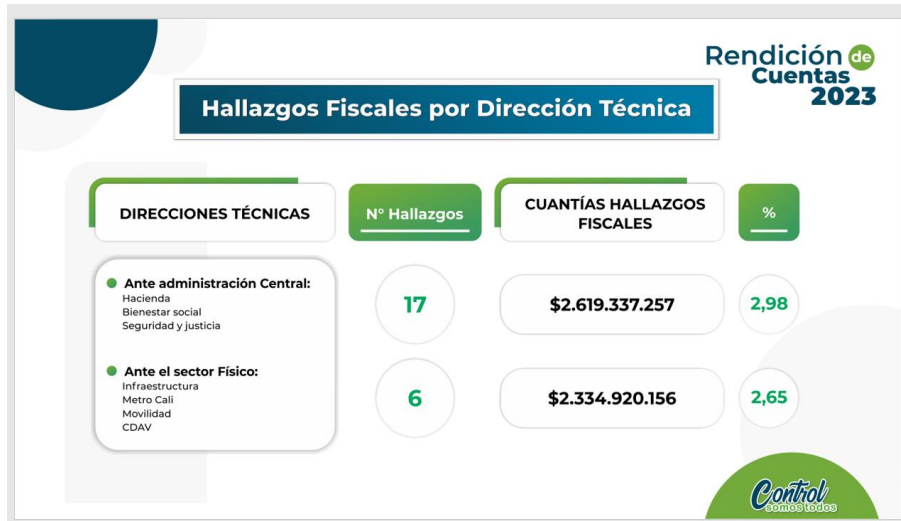 Rendición de
Cuentas
2023
Hallazgos Fiscales por Dirección Técnica
DIRECCIONES TÉCNICAS
N° Hallazgos
CUANTÍAS HALLAZGOS
FISCALES
%
Ante administración Central:
Hacienda
Bienestar social
Seguridad y justicia
17
$2.619.337.257
2,98
Ante el sector Físico:
Infraestructura
Metro Cali
Movilidad
CDAV
6
$2.334.920.156
2,65
Control
somos todos